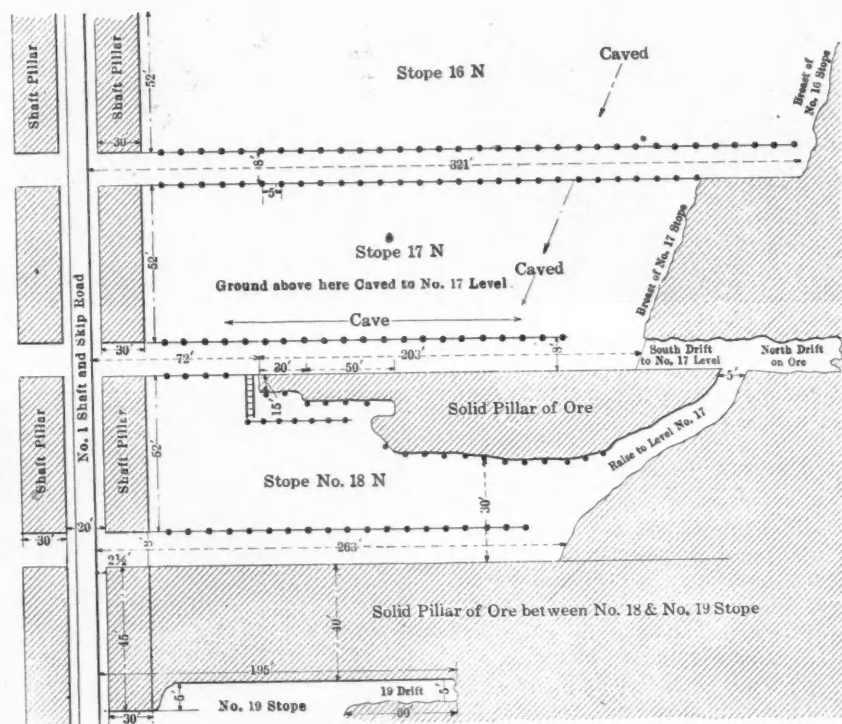 Shaft Pillar
Shaft Pillar
52'
Stope 16 N
Caved
Breast of
No. 16 Stope
30'
8'
321'
5'
52'
Stope 17 N
Caved
Ground above here Caved to No. 17 Level
Cave
Breast of No. 17 Stope
No. 1 Shaft and Skip Road
30'
72'
203'
8'
South Drift
to No. 17 Level
North Drift
on Ore
30'
50'
5'
15'
Solid Pillar of Ore
Shaft Pillar
Shaft Pillar
62'
Raise to Level No. 17
Stope No. 18 N
30'
20'
30'
263'
Solid Pillar of Ore between No. 18 & No. 19 Stope
45'
40'
195'
5'
No. 19 Stope
19 Drift
5'
30'